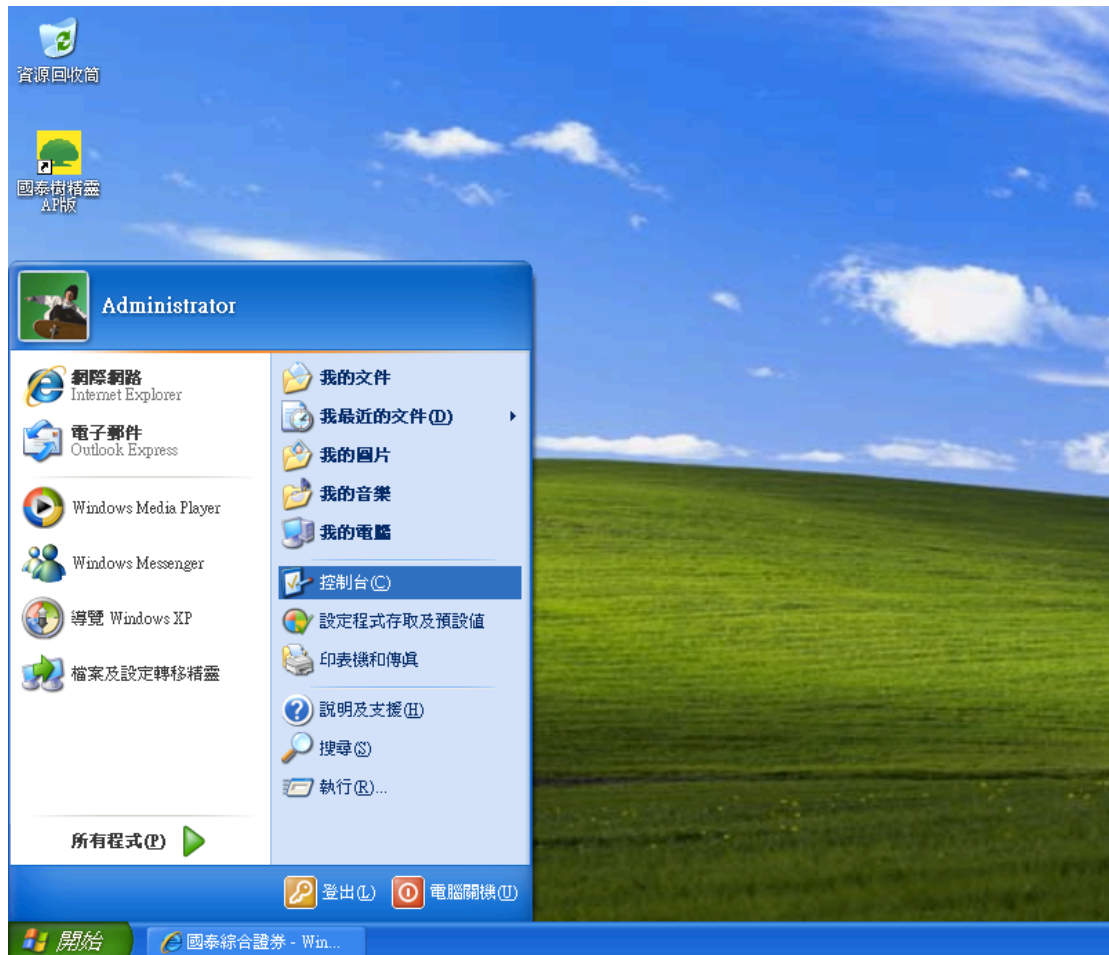 資源回收筒
國泰樹精靈
AP版
Administrator
網際網路
Internet Explorer
電子郵件
Outlook Express
Windows Media Player
Windows Messenger
導覽 Windows XP
檔案及設定轉移精靈
所有程式(P)
我的文件
我最近的文件(D)
我的圖片
我的音樂
我的電腦
控制台(C)
設定程式存取及預設值
印表機和傳真
說明及支援(H)
搜尋(S)
執行(R)...
登出(L)
電腦關機(U)
開始
國泰綜合證券 - Win...